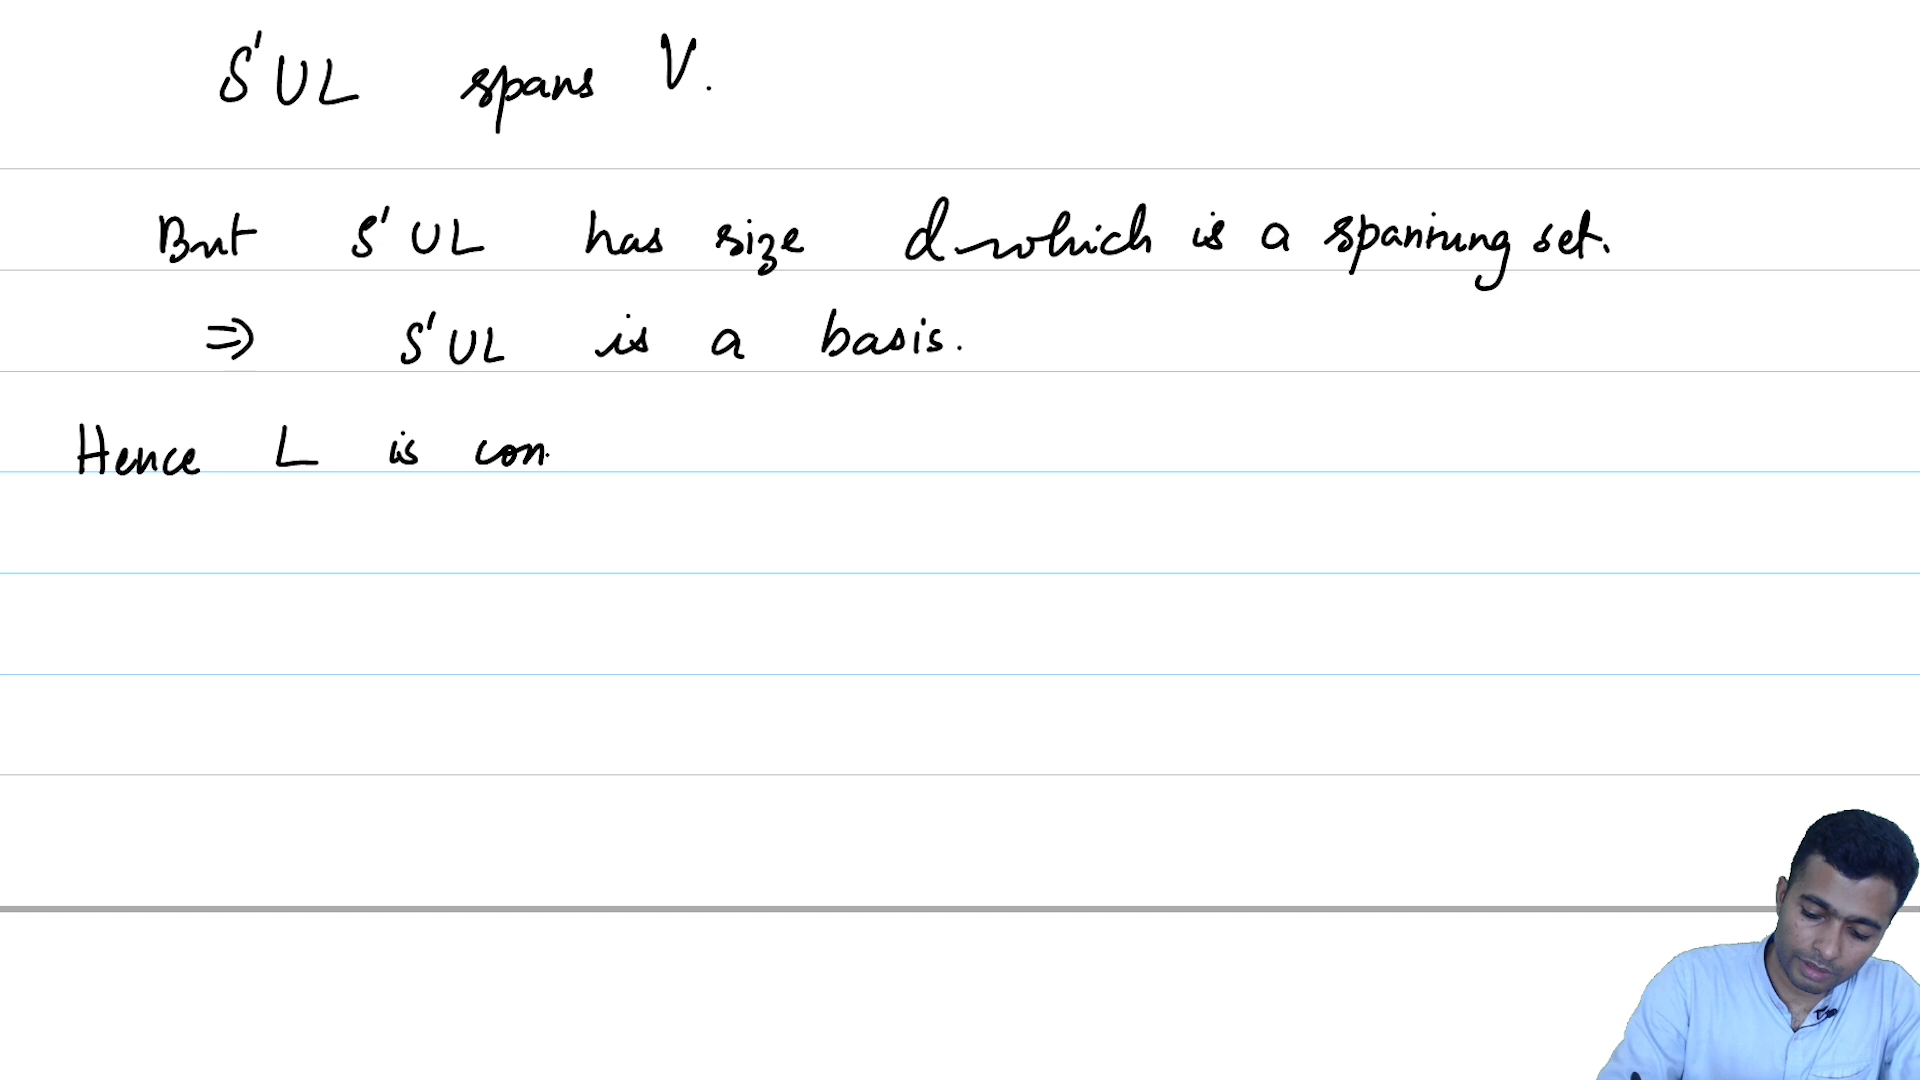 S'UL spans V.
But S'UL has size d which is a spanning set.
⇒ S'UL is a basis.
Hence L is con